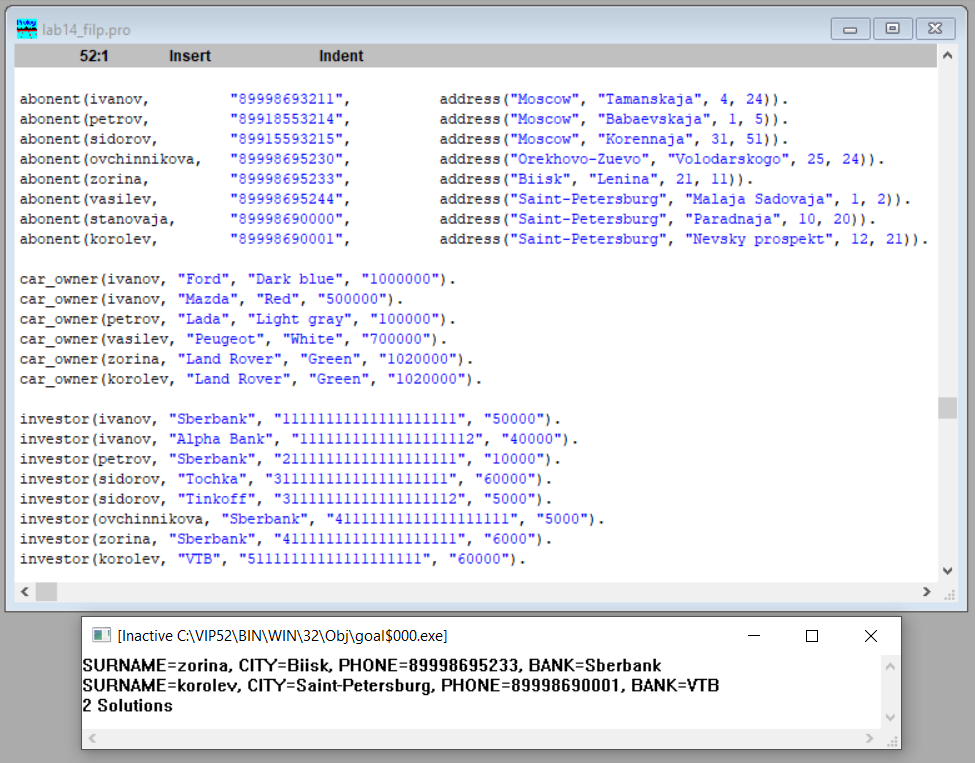 Prolog
lab14_filp.pro
52:1 Insert Indent
abonent(ivanov, "89998693211", address("Moscow", "Tamanskaja", 4, 24)).
abonent(petrov, "89918553214", address("Moscow", "Babaevskaja", 1, 5)).
abonent(sidorov, "89915593215", address("Moscow", "Korennaja", 31, 51)).
abonent(ovchinnikova, "89998695230", address("Orekhovo-Zuevo", "Volodarskogo", 25, 24)).
abonent(zorina, "89998695233", address("Biisk", "Lenina", 21, 11)).
abonent(vasilev, "89998695244", address("Saint-Petersburg", "Malaja Sadovaja", 1, 2)).
abonent(stanovaja, "89998690000", address("Saint-Petersburg", "Paradnaja", 10, 20)).
abonent(korolev, "89998690001", address("Saint-Petersburg", "Nevsky prospekt", 12, 21)).
car_owner(ivanov, "Ford", "Dark blue", "1000000").
car_owner(ivanov, "Mazda", "Red", "500000").
car_owner(petrov, "Lada", "Light gray", "100000").
car_owner(vasilev, "Peugeot", "White", "700000").
car_owner(zorina, "Land Rover", "Green", "1020000").
car_owner(korolev, "Land Rover", "Green", "1020000").
investor(ivanov, "Sberbank", "11111111111111111111", "50000").
investor(ivanov, "Alpha Bank", "11111111111111111112", "40000").
investor(petrov, "Sberbank", "21111111111111111111", "10000").
investor(sidorov, "Tochka", "31111111111111111111", "60000").
investor(sidorov, "Tinkoff", "31111111111111111112", "5000").
investor(ovchinnikova, "Sberbank", "41111111111111111111", "5000").
investor(zorina, "Sberbank", "41111111111111111111", "6000").
investor(korolev, "VTB", "51111111111111111111", "60000").
[Inactive C:\VIP52\BIN\WIN\32\Obj\goal$000.exe]
SURNAME=zorina, CITY=Biisk, PHONE=89998695233, BANK=Sberbank
SURNAME=korolev, CITY=Saint-Petersburg, PHONE=89998690001, BANK=VTB
2 Solutions